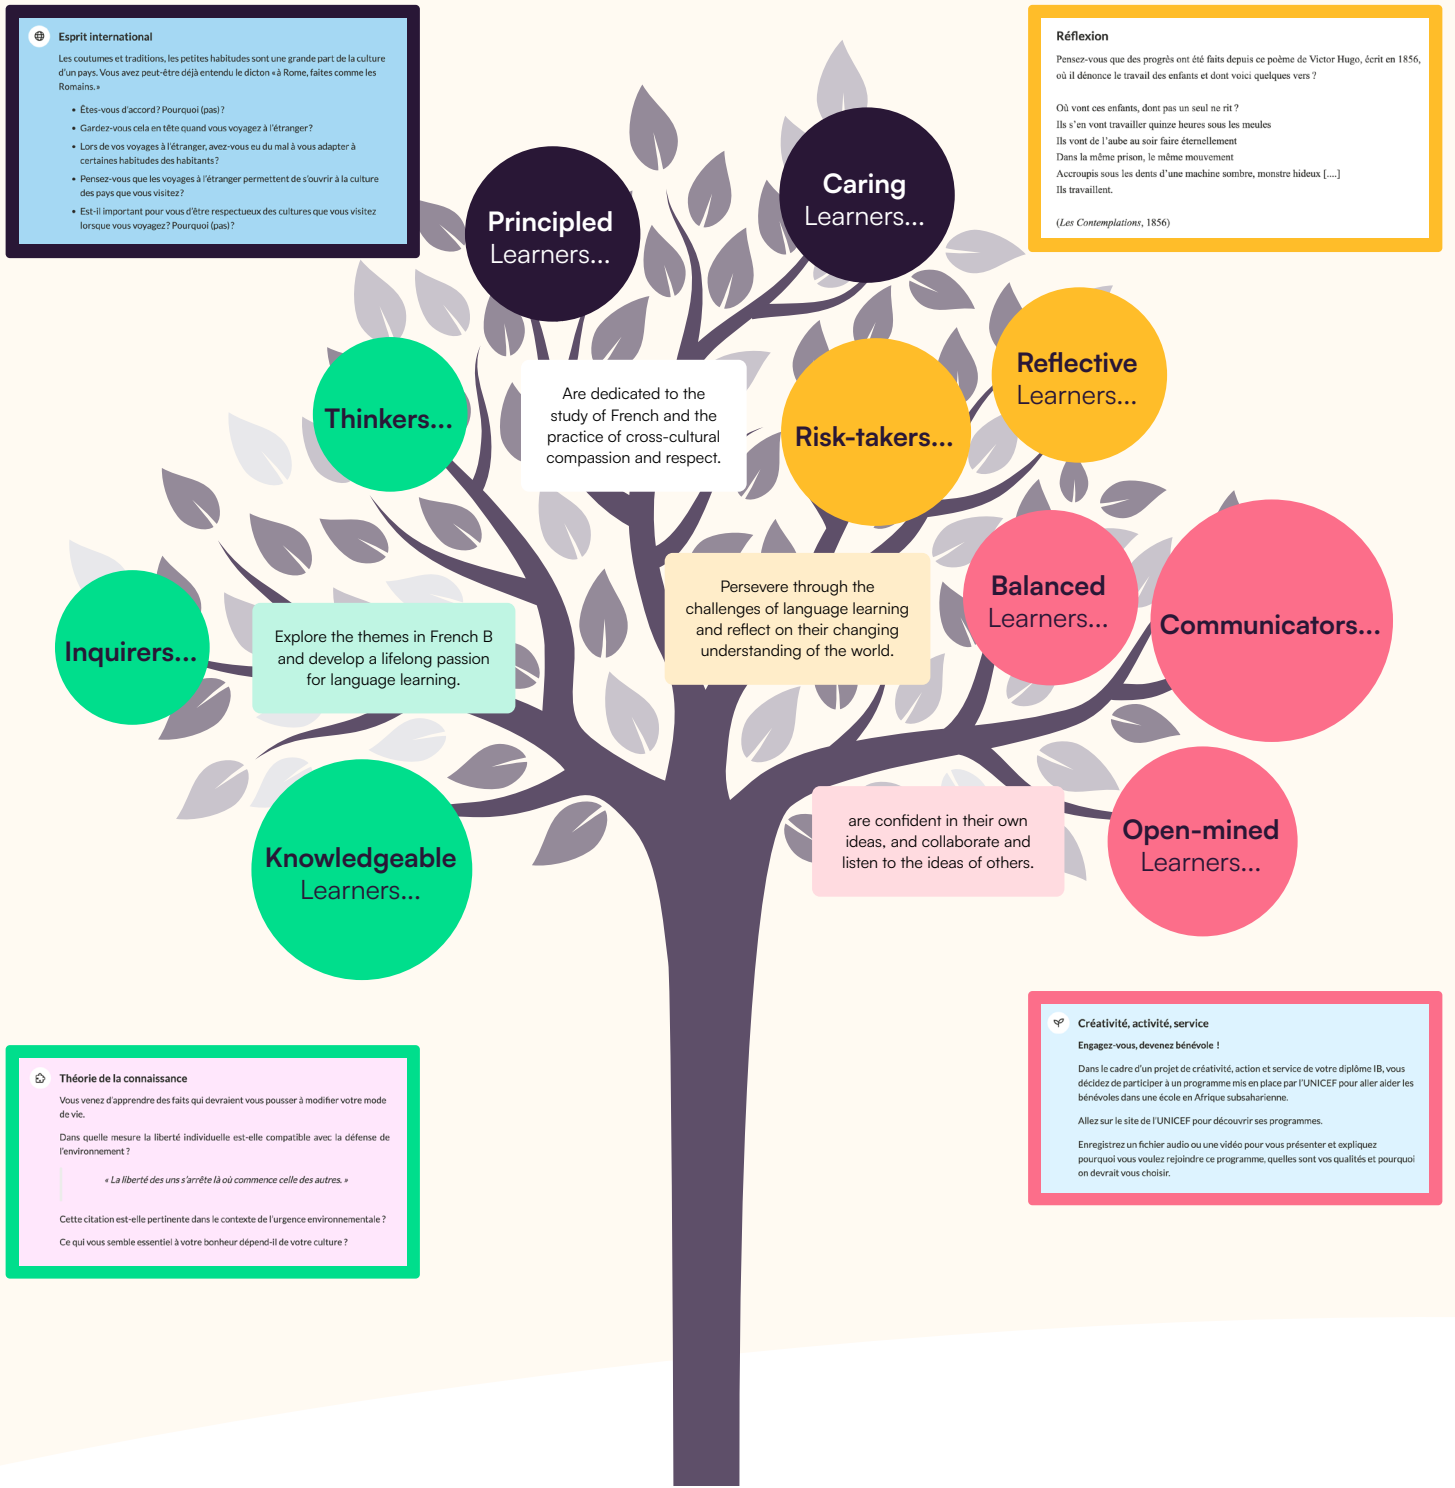 Esprit international
Les coutumes et traditions, les petites habitudes sont une grande part de la culture
d'un pays. Vous avez peut-être déjà entendu le dicton «à Rome, faites comme les
Romains.»
• Êtes-vous d'accord? Pourquoi (pas)?
• Gardez-vous cela en tête quand vous voyagez à l'étranger?
• Lors de vos voyages à l'étranger, avez-vous eu du mal à vous adapter à
certaines habitudes des habitants?
• Pensez-vous que les voyages à l'étranger permettent de s'ouvrir à la culture
des pays que vous visitez?
• Est-il important pour vous d'être respectueux des cultures que vous visitez
lorsque vous voyagez? Pourquoi (pas)?
Réflexion
Pensez-vous que des progrès ont été faits depuis ce poème de Victor Hugo, écrit en 1856,
où il dénonce le travail des enfants et dont voici quelques vers ?
Où vont ces enfants, dont pas un seul ne rit ?
Ils s'en vont travailler quinze heures sous les meules
Ils vont de l'aube au soir faire éternellement
Dans la même prison, le même mouvement
Accroupis sous les dents d'une machine sombre, monstre hideux [....]
Ils travaillent.
(Les Contemplations, 1856)
Principled
Learners...
Caring
Learners...
Thinkers...
Are dedicated to the
study of French and the
practice of cross-cultural
compassion and respect.
Risk-takers...
Reflective
Learners...
Inquirers...
Explore the themes in French B
and develop a lifelong passion
for language learning.
Persevere through the
challenges of language learning
and reflect on their changing
understanding of the world.
Balanced
Learners...
Communicators...
Knowledgeable
Learners...
are confident in their own
ideas, and collaborate and
listen to the ideas of others.
Open-mined
Learners...
Théorie de la connaissance
Vous venez d'apprendre des faits qui devraient vous pousser à modifier votre mode
de vie.
Dans quelle mesure la liberté individuelle est-elle compatible avec la défense de
l'environnement ?
« La liberté des uns s'arrête là où commence celle des autres. »
Cette citation est-elle pertinente dans le contexte de l'urgence environnementale ?
Ce qui vous semble essentiel à votre bonheur dépend-il de votre culture ?
Créativité, activité, service
Engagez-vous, devenez bénévole !
Dans le cadre d'un projet de créativité, action et service de votre diplôme IB, vous
décidez de participer à un programme mis en place par l'UNICEF pour aller aider les
bénévoles dans une école en Afrique subsaharienne.
Allez sur le site de l'UNICEF pour découvrir ses programmes.
Enregistrez un fichier audio ou une vidéo pour vous présenter et expliquez
pourquoi vous voulez rejoindre ce programme, quelles sont vos qualités et pourquoi
on devrait vous choisir.